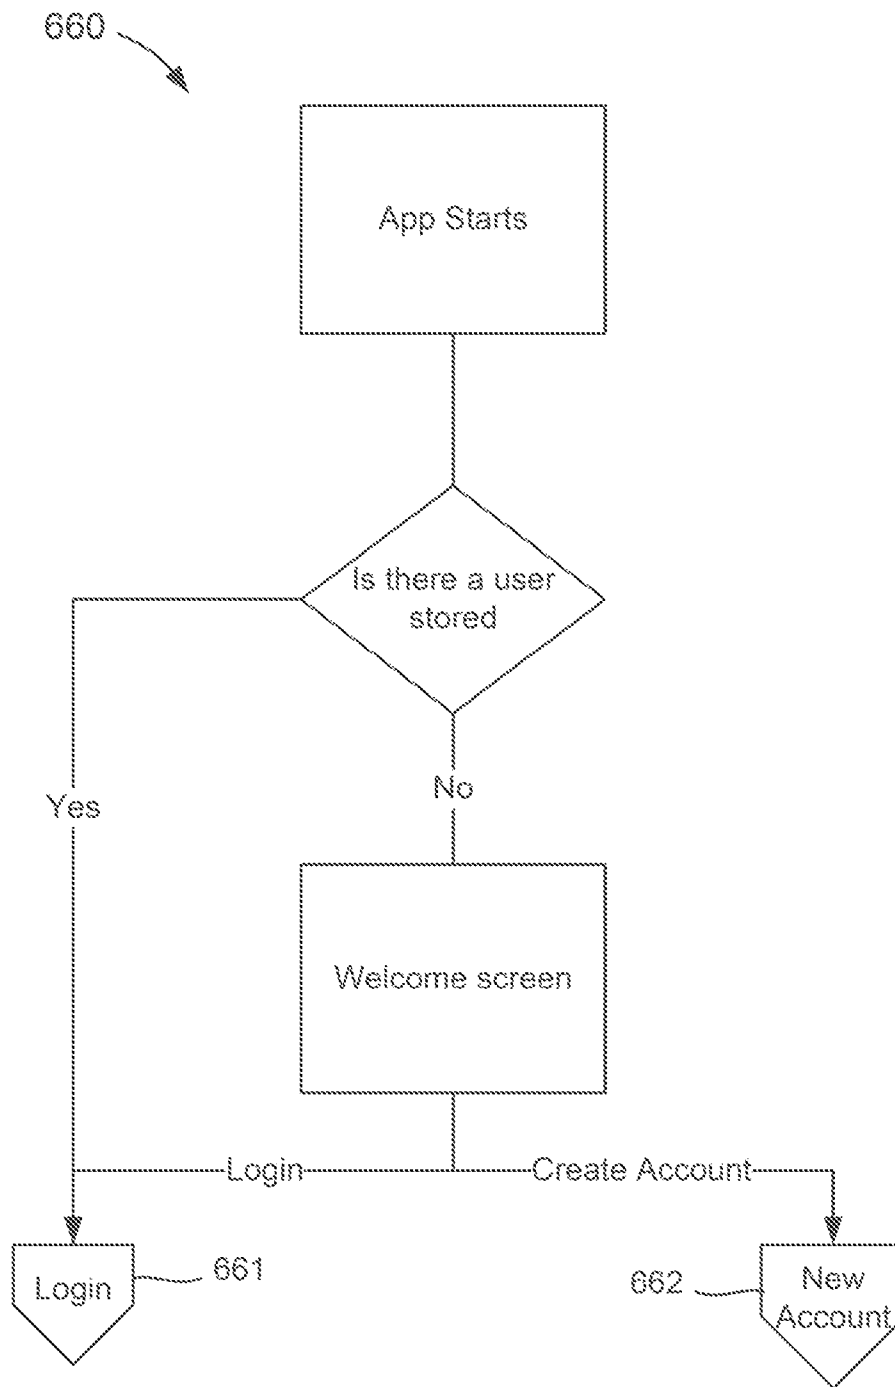 660
App Starts
Is there a user
stored
No
Yes
Welcome screen
Login
Create Account
Login
661
662
New
Account